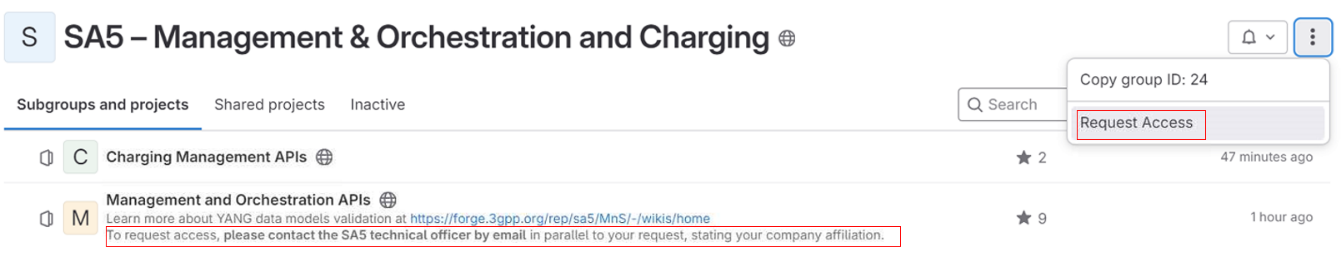 S
SA5 – Management & Orchestration and Charging
Copy group ID: 24
Subgroups and projects Shared projects Inactive
Search
Request Access
C
Charging Management APIs
2
47 minutes ago
M
Management and Orchestration APIs
Learn more about YANG data models validation at https://forge.3gpp.org/rep/sa5/MnS/-/wikis/home
To request access, please contact the SA5 technical officer by email in parallel to your request, stating your company affiliation.
9
1 hour ago